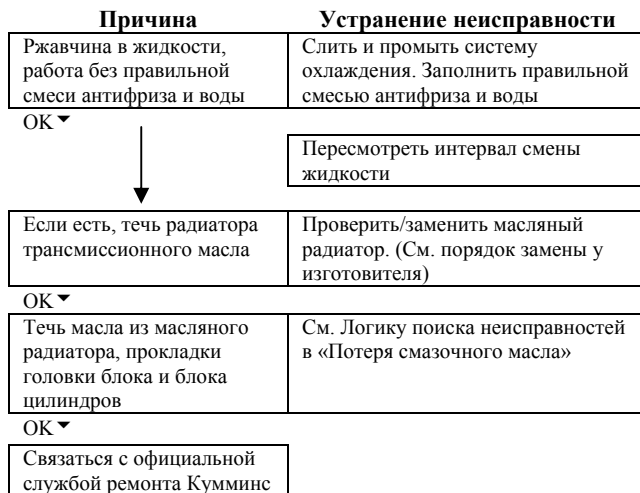 Причина
Устранение неисправности
Ржавчина в жидкости,
работа без правильной
смеси антифриза и воды
Слить и промыть систему
охлаждения. Заполнить правильной
смесью антифриза и воды
OK
Пересмотреть интервал смены
жидкости
Если есть, течь радиатора
трансмиссионного масла
Проверить/заменить масляный
радиатор. (См. порядок замены у
изготовителя)
OK
Течь масла из масляного
радиатора, прокладки
головки блока и блока
цилиндров
См. Логику поиска неисправностей
в «Потеря смазочного масла»
OK
Связаться с официальной
службой ремонта Кумминс